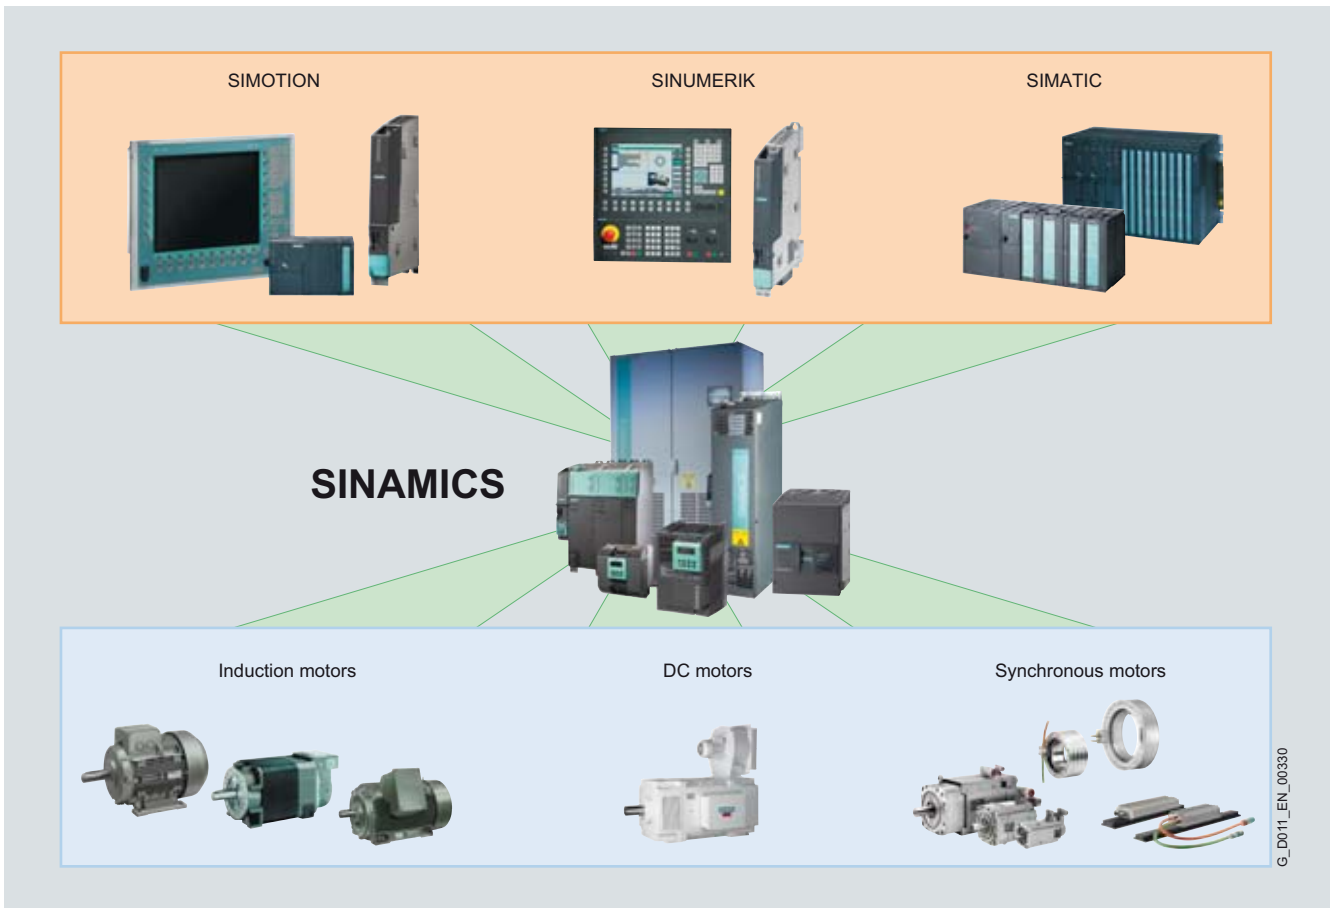 SIMOTION
SINUMERIK
SIMATIC
SINAMICS
Induction motors
DC motors
Synchronous motors
G_D011_EN_00330